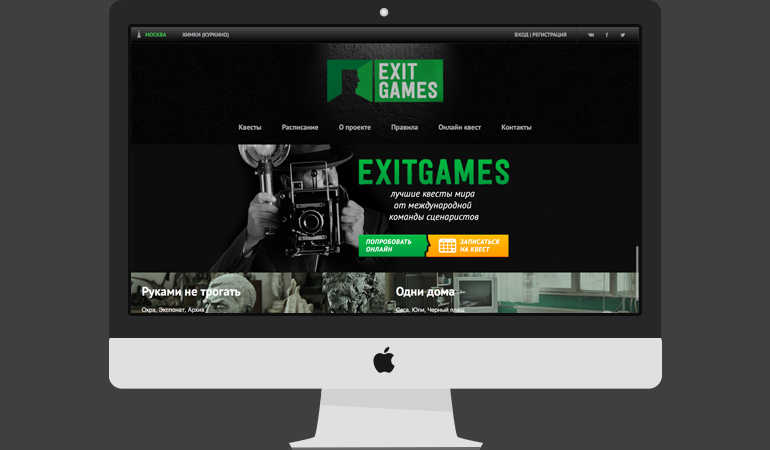 МОСКВА
ХИМКИ (КУРКИНО)
ВХОД | РЕГИСТРАЦИЯ
EXIT
GAMES
Квесты
Расписание
О проекте
Правила
Онлайн квест
Контакты
EXITGAMES
лучшие квесты мира
от международной
команды сценаристов
ПОПРОБОВАТЬ
ОНЛАЙН
ЗАПИСАТЬСЯ
НА КВЕСТ
Руками не трогать
Охра, Экспонат, Архив
Одни дома
Сега, Юпи, Черный плащ